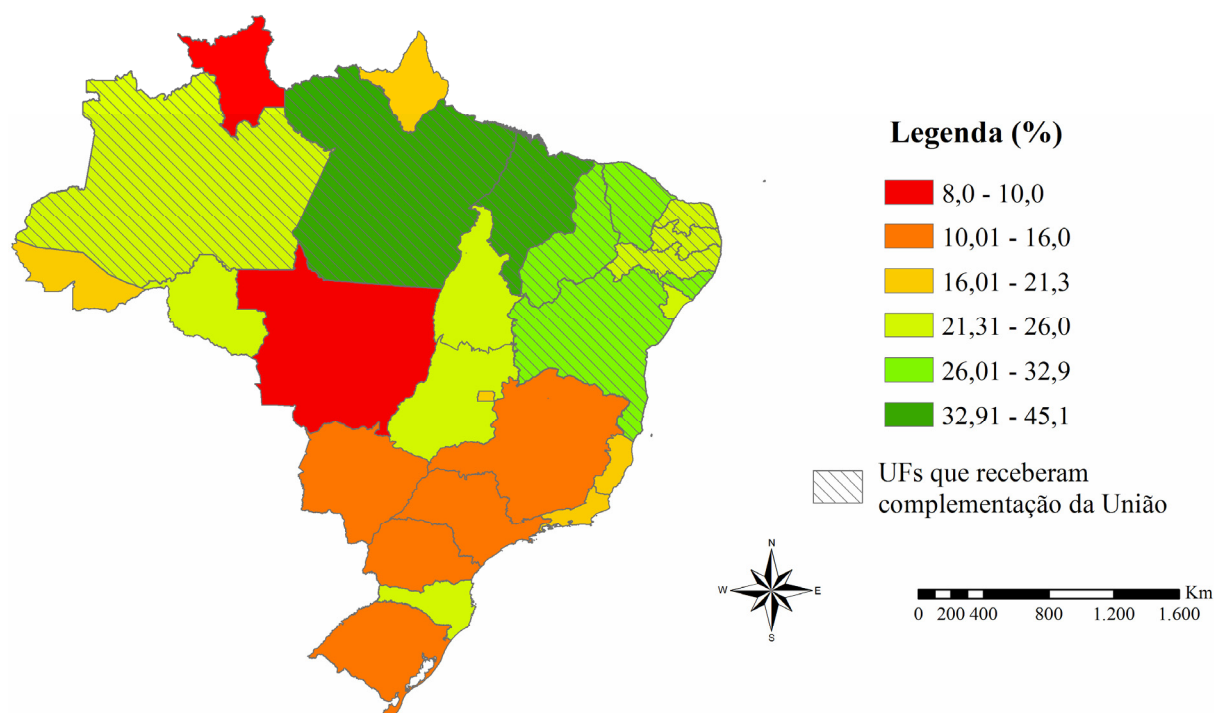 Legenda (%)
8,0 - 10,0
10,01 - 16,0
16,01 - 21,3
21,31 - 26,0
26,01 - 32,9
32,91 - 45,1
UFs que receberam
complementação da União
N
W E
S
Km
0 200 400 800 1.200 1.600